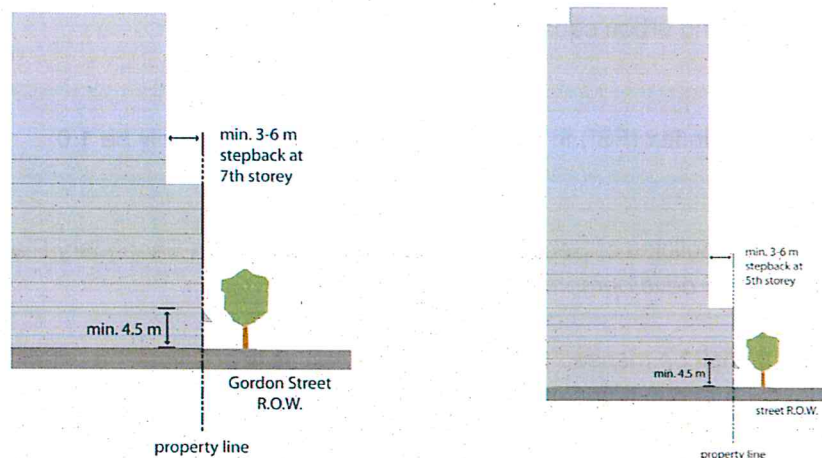 min. 3-6 m
stepback at
7th storey
min. 4.5 m
Gordon Street
R.O.W.
property line
min. 3-6 m
stepback at
5th storey
min. 4.5 m
street R.O.W.
property line